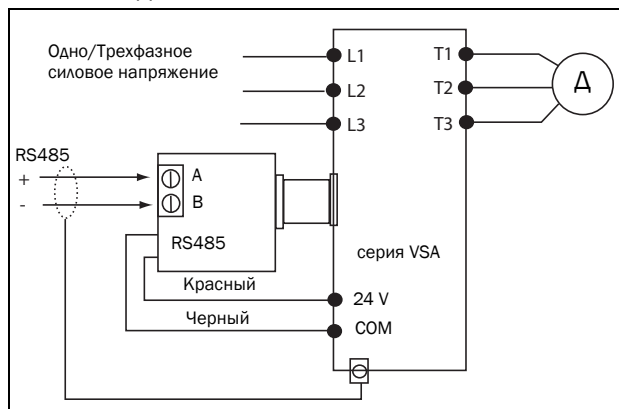 Одно/Трехфазное
силовое напряжение
L1
L2
L3
T1
T2
T3
Д
RS485
+
-
A
B
RS485
серия VSA
Красный
24 V
Черный
COM